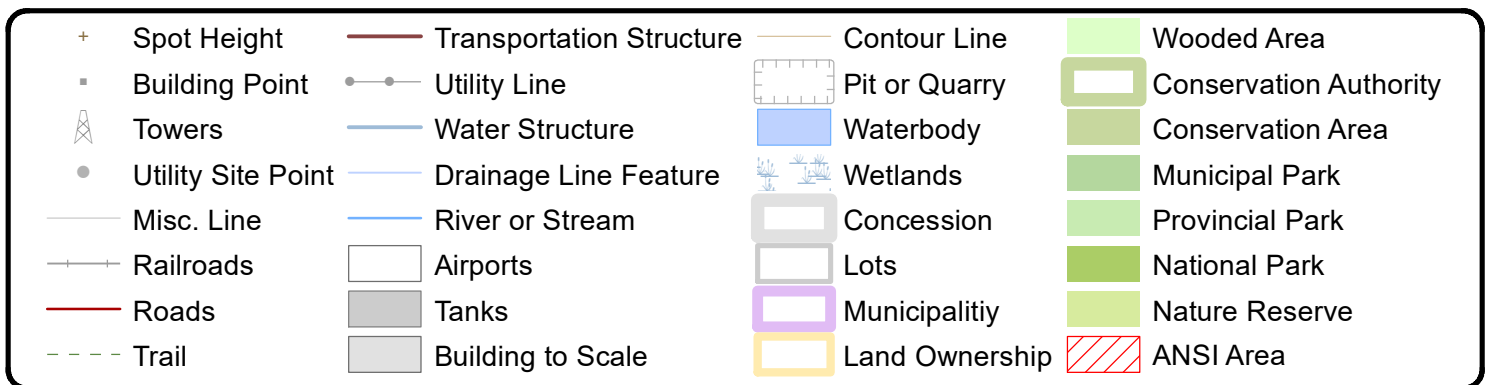 Spot Height
Building Point
Towers
Utility Site Point
Misc. Line
Railroads
Roads
Trail
Transportation Structure
Utility Line
Water Structure
Drainage Line Feature
River or Stream
Airports
Tanks
Building to Scale
Contour Line
Pit or Quarry
Waterbody
Wetlands
Concession
Lots
Municipalitiy
Land Ownership
Wooded Area
Conservation Authority
Conservation Area
Municipal Park
Provincial Park
National Park
Nature Reserve
ANSI Area